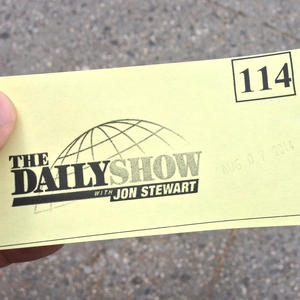 114
THE
DAILY SHOW
WITH JON STEWART
AUG 07 2014